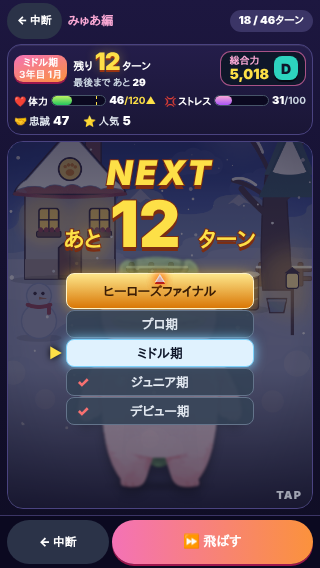 ← 中断
みゅあ編
18 / 46ターン
ミドル期
3年目 1月
残り 12 ターン
最後まで あと 29
総合力
5,018
D
体力 46/120▲
ストレス 31/100
忠誠 47
人気 5
NEXT
あと 12 ターン
ヒーローズファイナル
プロ期
ミドル期
ジュニア期
デビュー期
TAP
← 中断
飛ばす